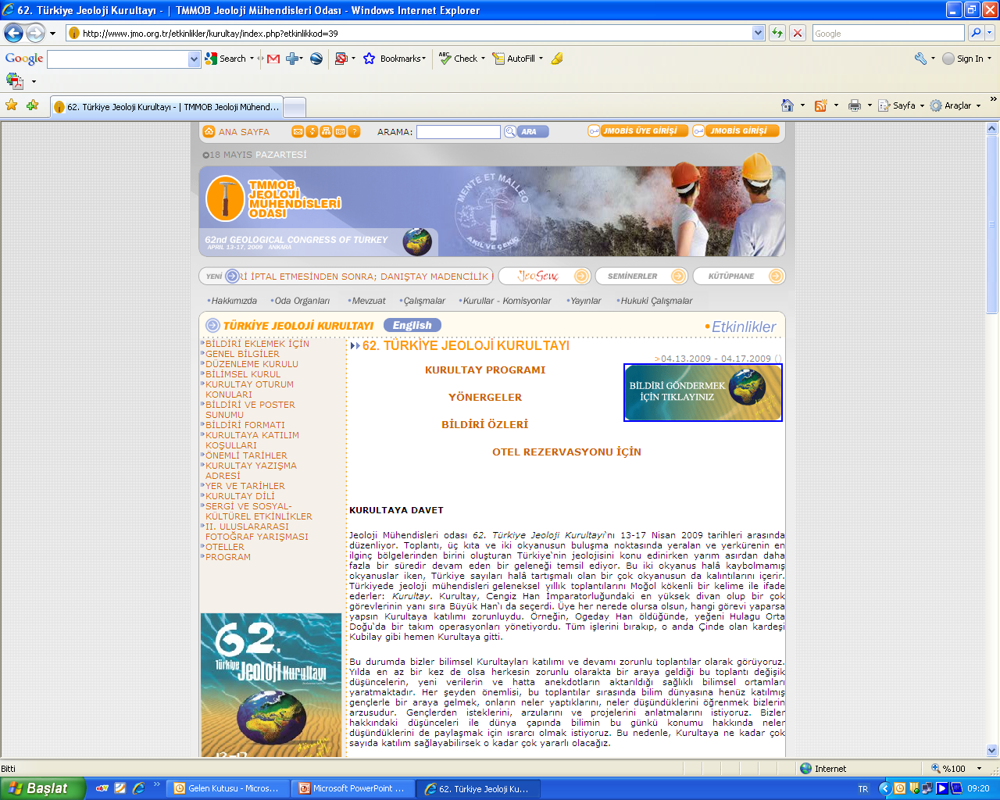 62. Türkiye Jeoloji Kurultayı - | TMMOB Jeoloji Mühendisleri Odası - Windows Internet Explorer
http://www.jmo.org.tr/etkinlikler/kurultay/index.php?etkinlikkod=39
Google
Google Search Bookmarks Check AutoFill Sign In
62. Türkiye Jeoloji Kurultayı - | TMMOB Jeoloji Mühend... Sayfa Araçlar
ANA SAYFA ARAMA: ARA JMOBİS ÜYE GİRİŞİ JMOBİS GİRİŞİ
18 MAYIS PAZARTESİ
TMMOB
JEOLOJİ
MÜHENDİSLERİ
ODASI
MENTE ET MALLEO
AKIL VE ÇEKİÇ
62nd GEOLOGICAL CONGRESS OF TURKEY
APRIL 13-17, 2009 ANKARA
YENİ Rİ İPTAL ETMESİNDEN SONRA; DANIŞTAY MADENCİLİK JeoGenç SEMİNERLER KÜTÜPHANE
Hakkımızda Oda Organları Mevzuat Çalışmalar Kurullar - Komisyonlar Yayınlar Hukuki Çalışmalar
TÜRKİYE JEOLOJİ KURULTAYI English Etkinlikler
BİLDİRİ EKLEMEK İÇİN
GENEL BİLGİLER
DÜZENLEME KURULU
BİLİMSEL KURUL
KURULTAY OTURUM
KONULARI
BİLDİRİ VE POSTER
SUNUMU
BİLDİRİ FORMATI
KURULTAYA KATILIM
KOŞULLARI
ÖNEMLİ TARİHLER
KURULTAY YAZIŞMA
ADRESİ
YER VE TARİHLER
KURULTAY DİLİ
SERGİ VE SOSYAL-
KÜLTÜREL ETKİNLİKLER
II. ULUSLARARASI
FOTOĞRAF YARIŞMASI
OTELLER
PROGRAM
62.
Türkiye Jeoloji Kurultayı
13-17
62. TÜRKİYE JEOLOJİ KURULTAYI
>04.13.2009 - 04.17.2009 ()
KURULTAY PROGRAMI
YÖNERGELER
BİLDİRİ ÖZLERİ
OTEL REZERVASYONU İÇİN
BİLDİRİ GÖNDERMEK
İÇİN TIKLAYINIZ
KURULTAYA DAVET
Jeoloji Mühendisleri odası 62. Türkiye Jeoloji Kurultayı`nı 13-17 Nisan 2009 tarihleri arasında
düzenliyor. Toplantı, üç kıta ve iki okyanusun buluşma noktasında yeralan ve yerkürenin en
ilginç bölgelerinden birini oluşturan Türkiye`nin jeolojisini konu edinirken yarım asırdan daha
fazla bir süredir devam eden bir geleneği temsil ediyor. Bu iki okyanus halâ kaybolmamış
okyanuslar iken, Türkiye sayıları halâ tartışmalı olan bir çok okyanusun da kalıntılarını içerir.
Türkiyede jeoloji mühendisleri geleneksel yıllık toplantılarını Moğol kökenli bir kelime ile ifade
ederler: Kurultay. Kurultay, Cengiz Han İmparatorluğundaki en yüksek divan olup bir çok
görevlerinin yanı sıra Büyük Han`ı da seçerdi. Üye her nerede olursa olsun, hangi görevi yaparsa
yapsın Kurultaya katılımı zorunluydu. Örneğin, Ogeday Han öldüğünde, yeğeni Hulagu Orta
Doğu`da bir takım operasyonları yönetiyordu. Tüm işlerini bırakıp, o anda Çinde olan kardeşi
Kubilay gibi hemen Kurultaya gitti.
Bu durumda bizler bilimsel Kurultayları katılımı ve devamı zorunlu toplantılar olarak görüyoruz.
Yılda en az bir kez de olsa herkesin zorunlu olarakta bir araya geldiği bu toplantı değişik
düşüncelerin, yeni verilerin ve hatta anekdotların aktarıldığı sağlıklı bilimsel ortamları
yaratmaktadır. Her şeyden önemlisi, bu toplantılar sırasında bilim dünyasına henüz katılmış
gençlerle bir araya gelmek, onların neler yaptıklarını, neler düşündüklerini öğrenmek bizlerin
arzusudur. Gençlerden isteklerini, arzularını ve projelerini anlatmalarını istiyoruz. Bizler
hakkındaki düşünceleri ile dünya çapında bilimin bu günkü konumu hakkında neler
düşündüklerini de paylaşmak için ısrarcı olmak istiyoruz. Bu nedenle, Kurultaya ne kadar çok
sayıda katılım sağlayabilirsek o kadar çok yararlı olacağız.
Bitti Internet %100
Başlat Gelen Kutusu - Micros... Microsoft PowerPoint ... 62. Türkiye Jeoloji Ku... TR 09:20